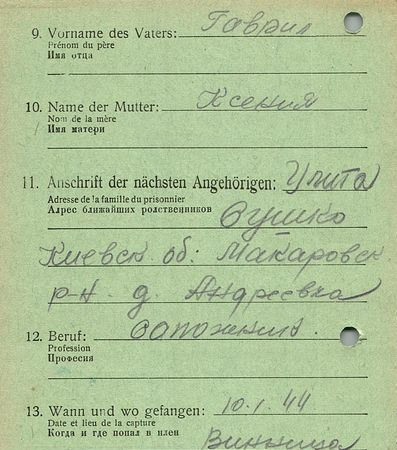 9. Vorname des Vaters: Гаврил
Prénom du père
Имя отца
10. Name der Mutter: Ксения
Nom de la mère
Имя матери
11. Anschrift der nächsten Angehörigen: Улита
Adresse de la famille du prisonnier
Адрес ближайших родственников Сушко
Киевск. об. Макаровск.
р-н. д. Андреевка
12. Beruf: сапожник.
Profession
Професия
13. Wann und wo gefangen: 10.1.44
Date et lieu de la capture
Когда и где попал в плен Винница